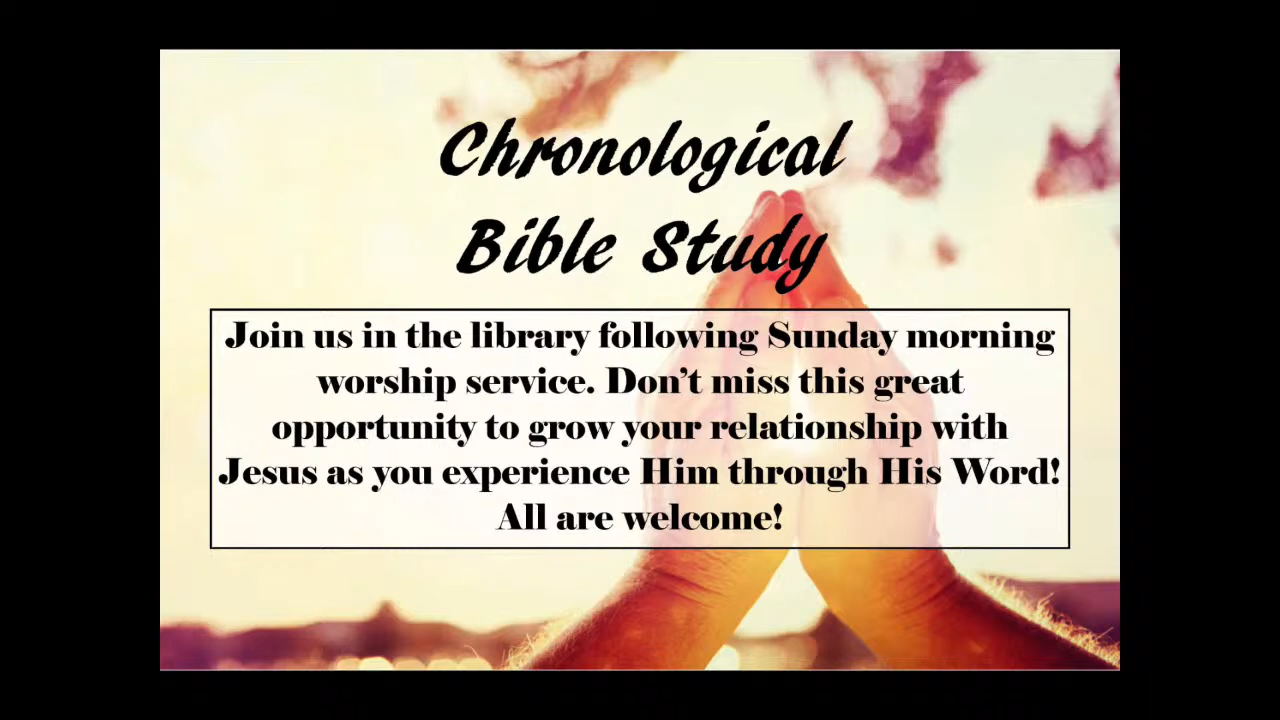 Chronological
Bible Study
Join us in the library following Sunday morning
worship service. Don’t miss this great
opportunity to grow your relationship with
Jesus as you experience Him through His Word!
All are welcome!